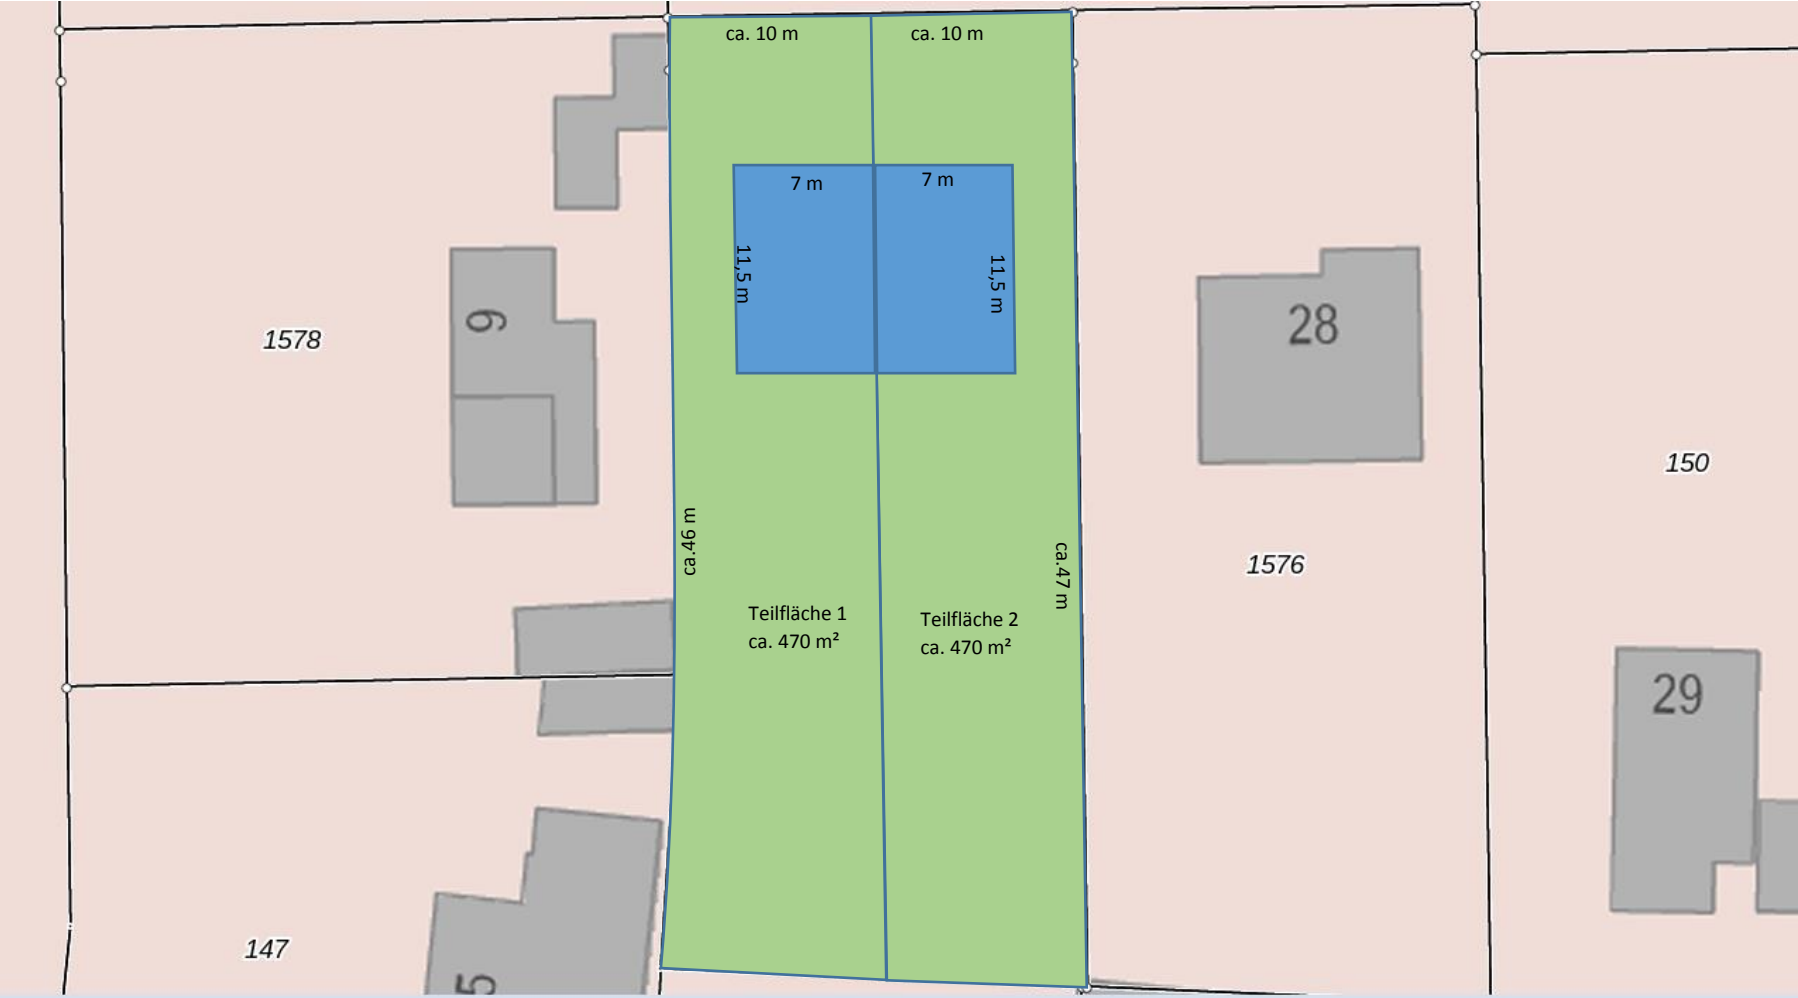 ca. 10 m
ca. 10 m
7 m
7 m
11,5 m
11,5 m
9
1578
28
150
ca.46 m
ca.47 m
1576
Teilfläche 1
ca. 470 m²
Teilfläche 2
ca. 470 m²
29
147
5